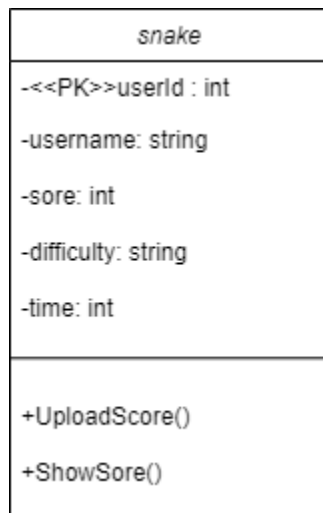 snake
-<<PK>>userId : int
-username: string
-sore: int
-difficulty: string
-time: int
+UploadScore()
+ShowSore()